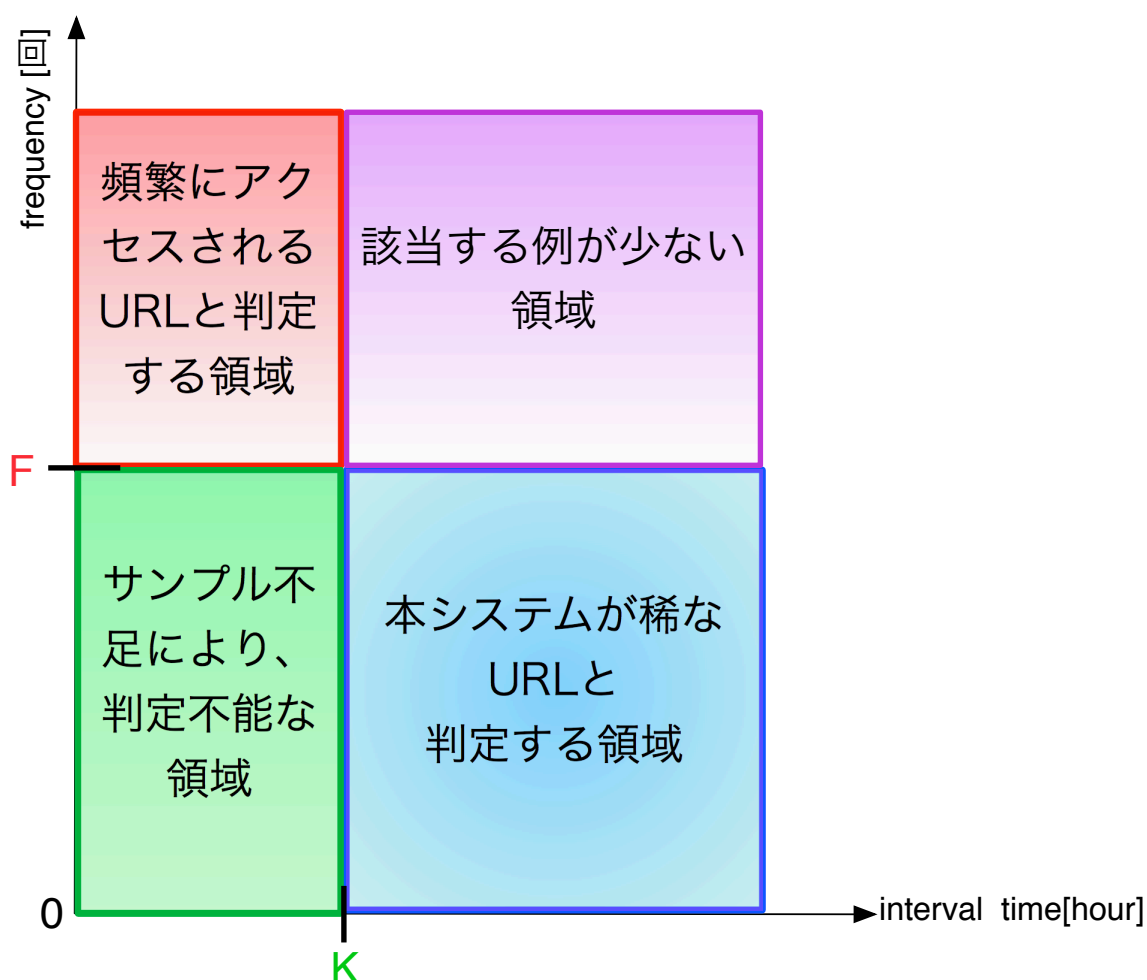 frequency [回]
頻繁にアク
セスされる
URLと判定
する領域
該当する例が少ない
領域
F
サンプル不
足により、
判定不能な
領域
本システムが稀な
URLと
判定する領域
0
interval time[hour]
K